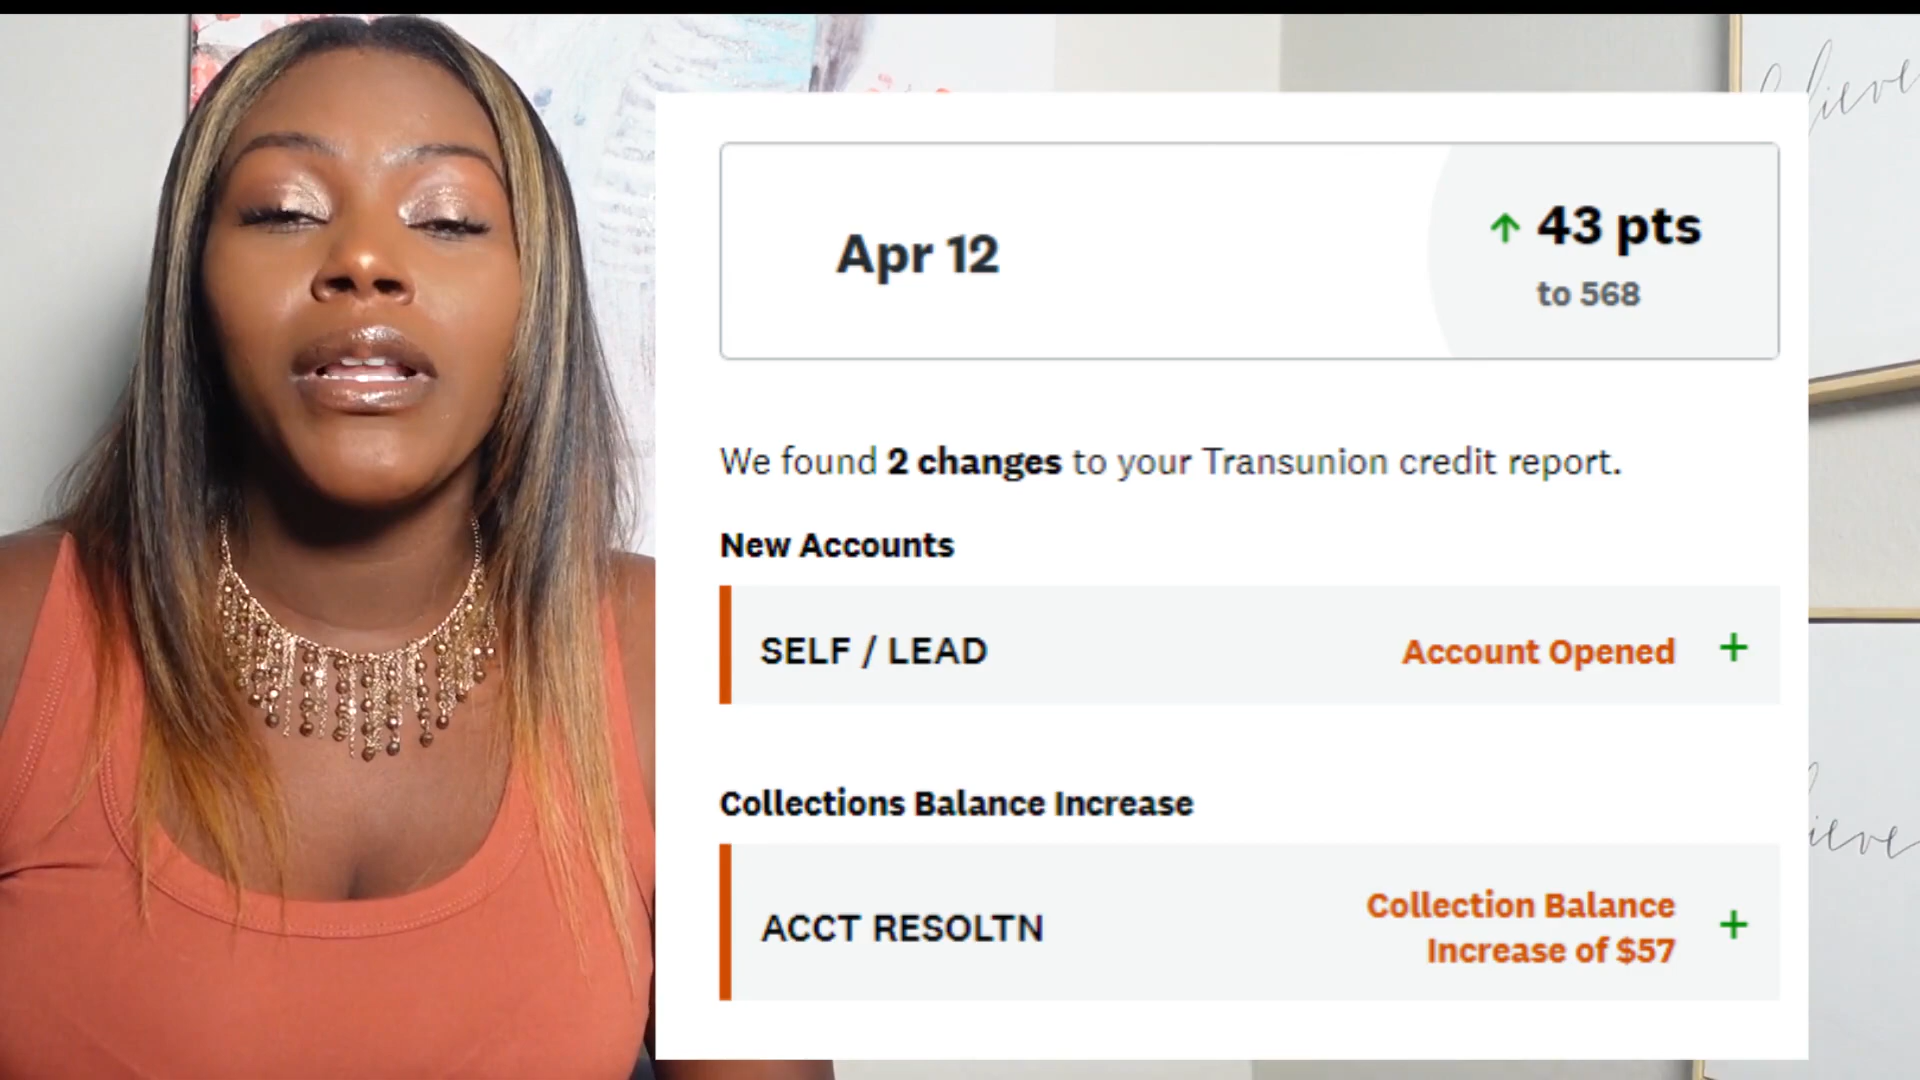 Apr 12
↑ 43 pts
to 568
We found 2 changes to your Transunion credit report.
New Accounts
SELF / LEAD
Account Opened +
Collections Balance Increase
ACCT RESOLTN
Collection Balance
Increase of $57 +